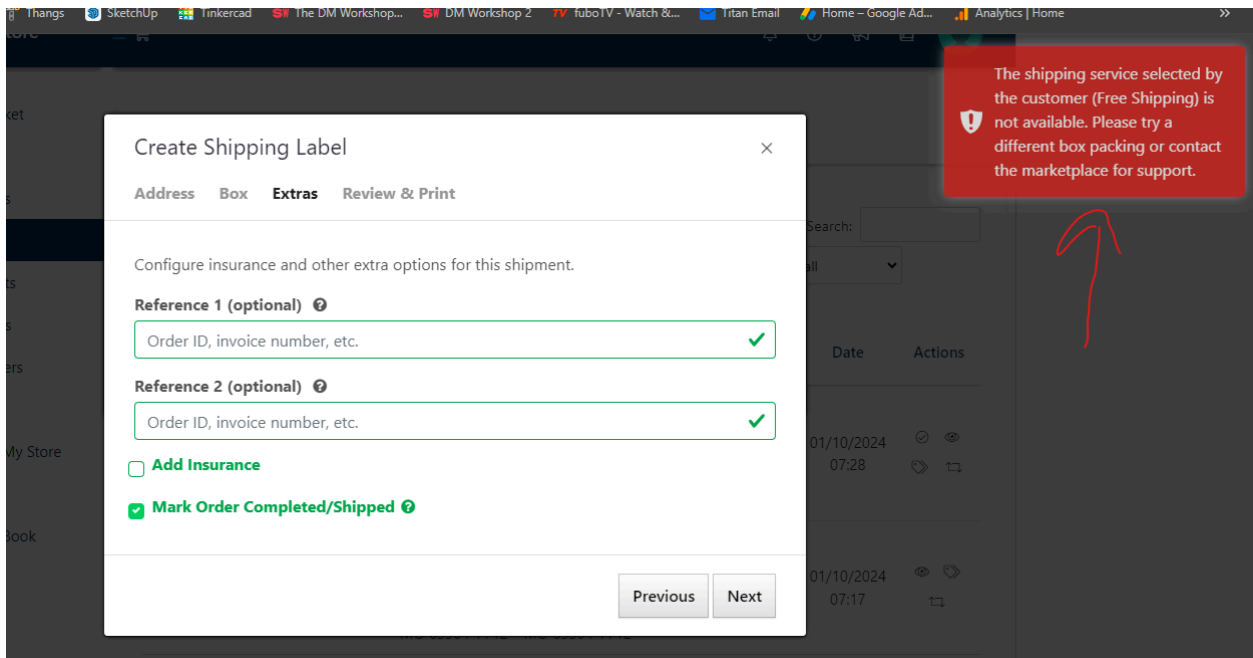 Thangs SketchUp Tinkercad The DM Workshop... DM Workshop 2 fuboTV - Watch &... Titan Email Home – Google Ad... Analytics | Home »
The shipping service selected by
the customer (Free Shipping) is
not available. Please try a
different box packing or contact
the marketplace for support.
Create Shipping Label ×
Address Box Extras Review & Print
Search:
Configure insurance and other extra options for this shipment.
all
Reference 1 (optional)
Order ID, invoice number, etc.
Date Actions
Reference 2 (optional)
Order ID, invoice number, etc.
01/10/2024
07:28
My Store
Add Insurance
Mark Order Completed/Shipped
Book
01/10/2024
07:17
Previous Next